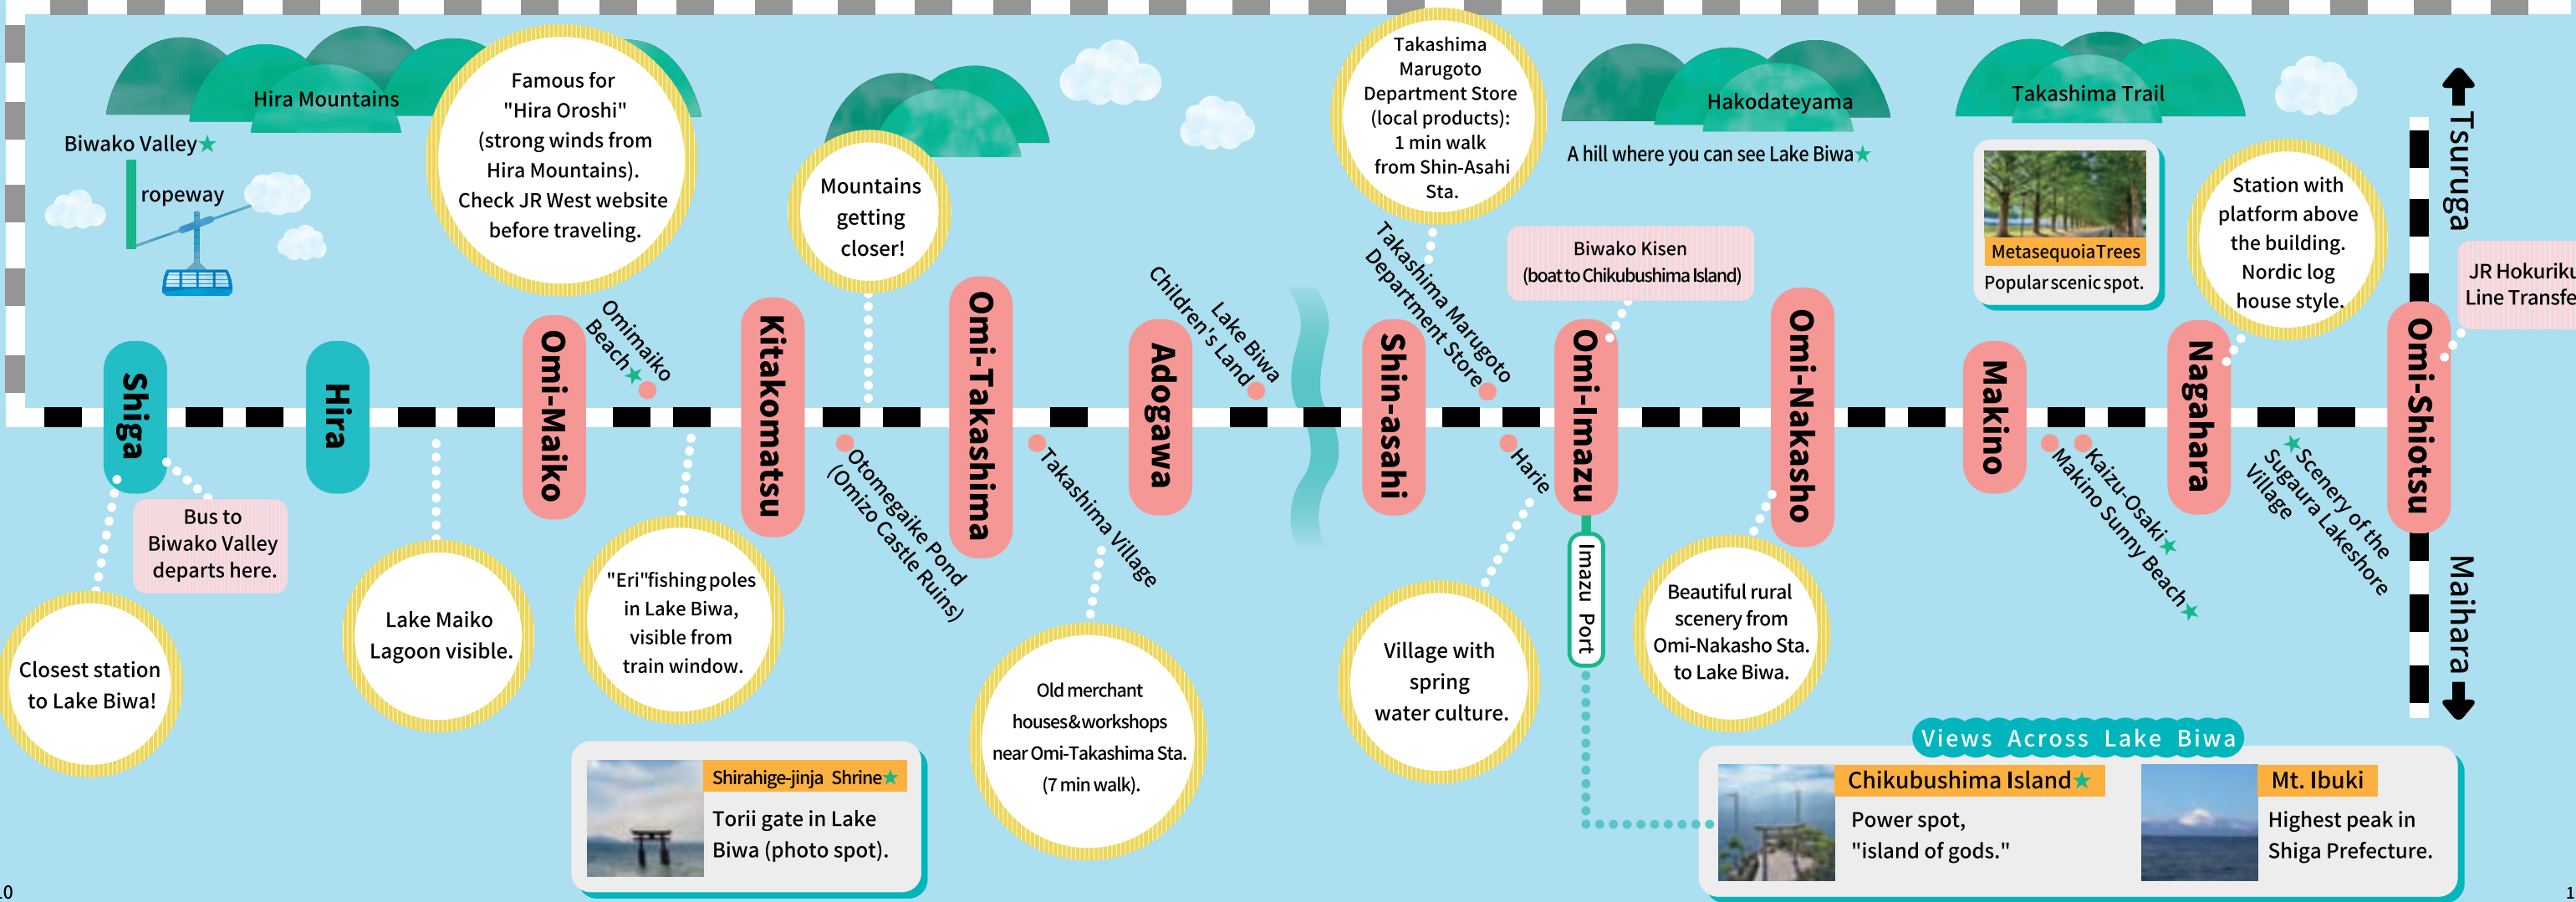 Hira Mountains
Biwako Valley★
ropeway
Famous for
"Hira Oroshi"
(strong winds from
Hira Mountains).
Check JR West website
before traveling.
Mountains
getting
closer!
Takashima
Marugoto
Department Store
(local products):
1 min walk
from Shin-Asahi
Sta.
Hakodateyama
A hill where you can see Lake Biwa★
Takashima Trail
MetasequoiaTrees
Popular scenic spot.
Station with
platform above
the building.
Nordic log
house style.
Tsuruga
JR Hokuriku
Line Transfe
Biwako Kisen
(boat to Chikubushima Island)
Omimaiko
Beach★
Lake Biwa
Children's Land
Takashima Marugoto
Department Store
Shiga
Hira
Omi-Maiko
Kitakomatsu
Omi-Takashima
Adogawa
Shin-asahi
Omi-Imazu
Omi-Nakasho
Makino
Nagahara
Omi-Shiotsu
Otomegaike Pond
(Omizo Castle Ruins)
Takashima Village
Harie
Imazu Port
Kaizu-Osaki★
Makino Sunny Beach★
★Scenery of the
Sugaura Lakeshore
Village
Maihara
Bus to
Biwako Valley
departs here.
Closest station
to Lake Biwa!
Lake Maiko
Lagoon visible.
"Eri"fishing poles
in Lake Biwa,
visible from
train window.
Old merchant
houses&workshops
near Omi-Takashima Sta.
(7 min walk).
Village with
spring
water culture.
Beautiful rural
scenery from
Omi-Nakasho Sta.
to Lake Biwa.
Shirahige-jinja Shrine★
Torii gate in Lake
Biwa (photo spot).
Views Across Lake Biwa
Chikubushima Island★
Power spot,
"island of gods."
Mt. Ibuki
Highest peak in
Shiga Prefecture.